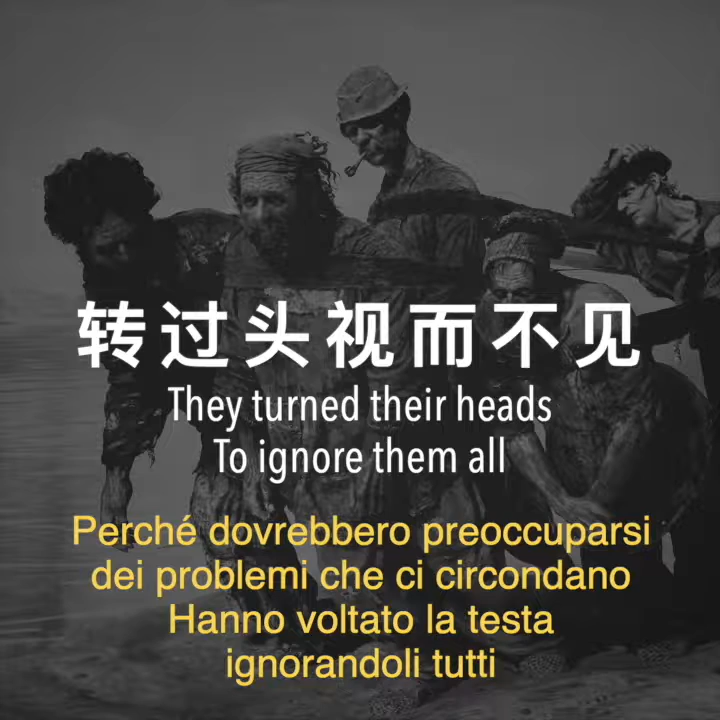 转过头视而不见
They turned their heads
To ignore them all
Perché dovrebbero preoccuparsi
dei problemi che ci circondano
Hanno voltato la testa
ignorandoli tutti